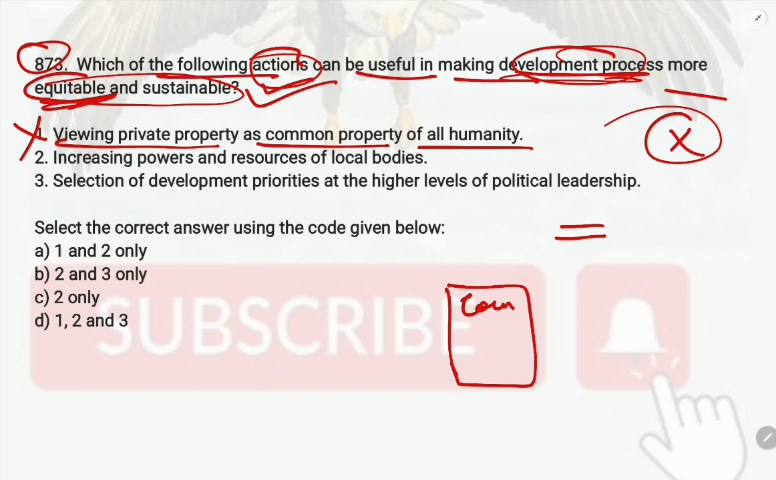 873. Which of the following actions can be useful in making development process more
equitable and sustainable?
1. Viewing private property as common property of all humanity.
2. Increasing powers and resources of local bodies.
3. Selection of development priorities at the higher levels of political leadership.
Select the correct answer using the code given below:
a) 1 and 2 only
b) 2 and 3 only
c) 2 only
d) 1, 2 and 3
SUBSCRIBE